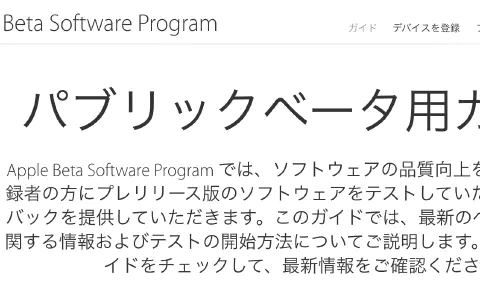 Beta Software Program
ガイド デバイスを登録
パブリックベータ用
Apple Beta Software Program では、ソフトウェアの品質向上を
録者の方にプレリリース版のソフトウェアをテストしていた
バックを提供していただきます。このガイドでは、最新のベ
関する情報およびテストの開始方法についてご説明します。
イドをチェックして、最新情報をご確認くださ